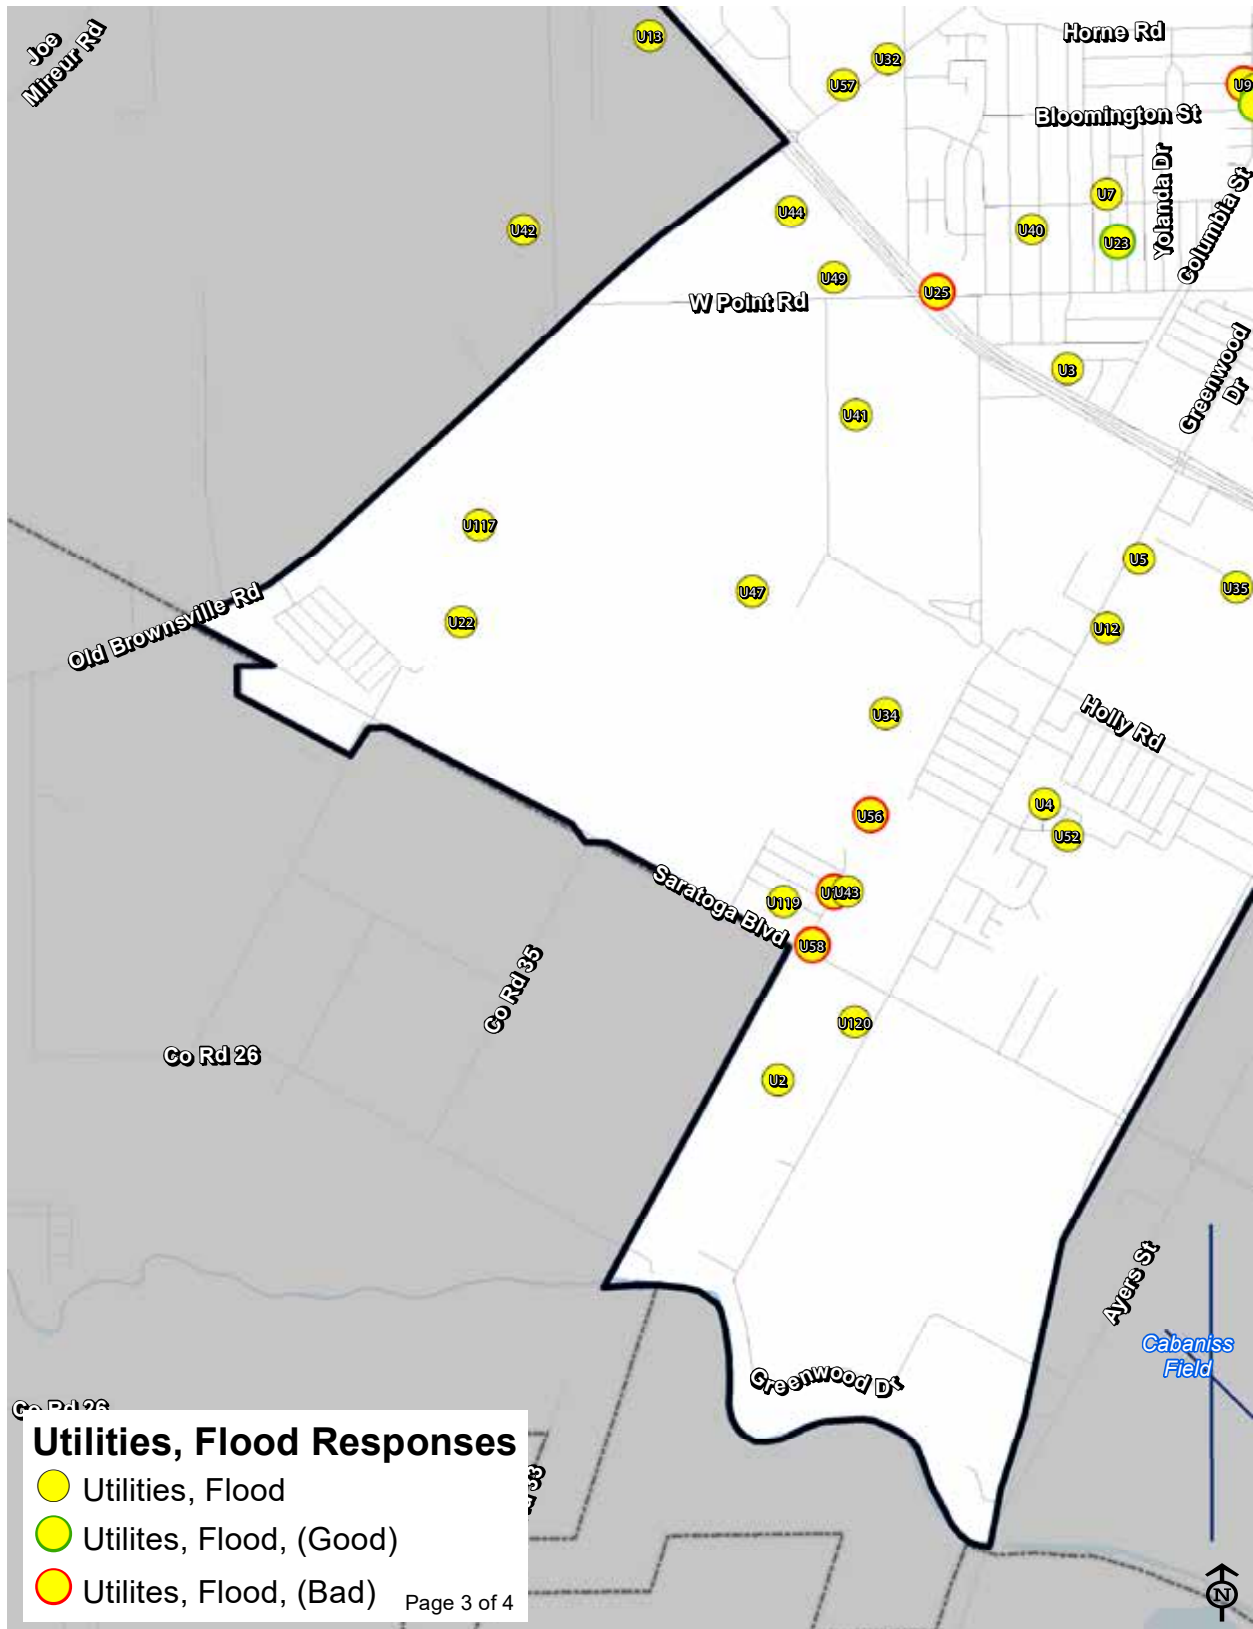 Joe
Mireur Rd
U13
Horne Rd
U32
U57
U9
Bloomington St
Yolanda Dr
Columbia St
U7
U44
U42
U40
U23
U49
U25
W Point Rd
Greenwood
Dr
U3
U41
U117
U5
U35
U47
Old Brownsville Rd
U22
U12
U34
Holly Rd
U4
U56
U52
Saratoga Blvd
U119
U43
U58
Co Rd 35
U120
Co Rd 26
U2
Ayers St
Cabaniss
Field
Greenwood Dr
Co Rd 26
Utilities, Flood Responses
Utilities, Flood
Utilites, Flood, (Good)
Utilites, Flood, (Bad)
Page 3 of 4
N